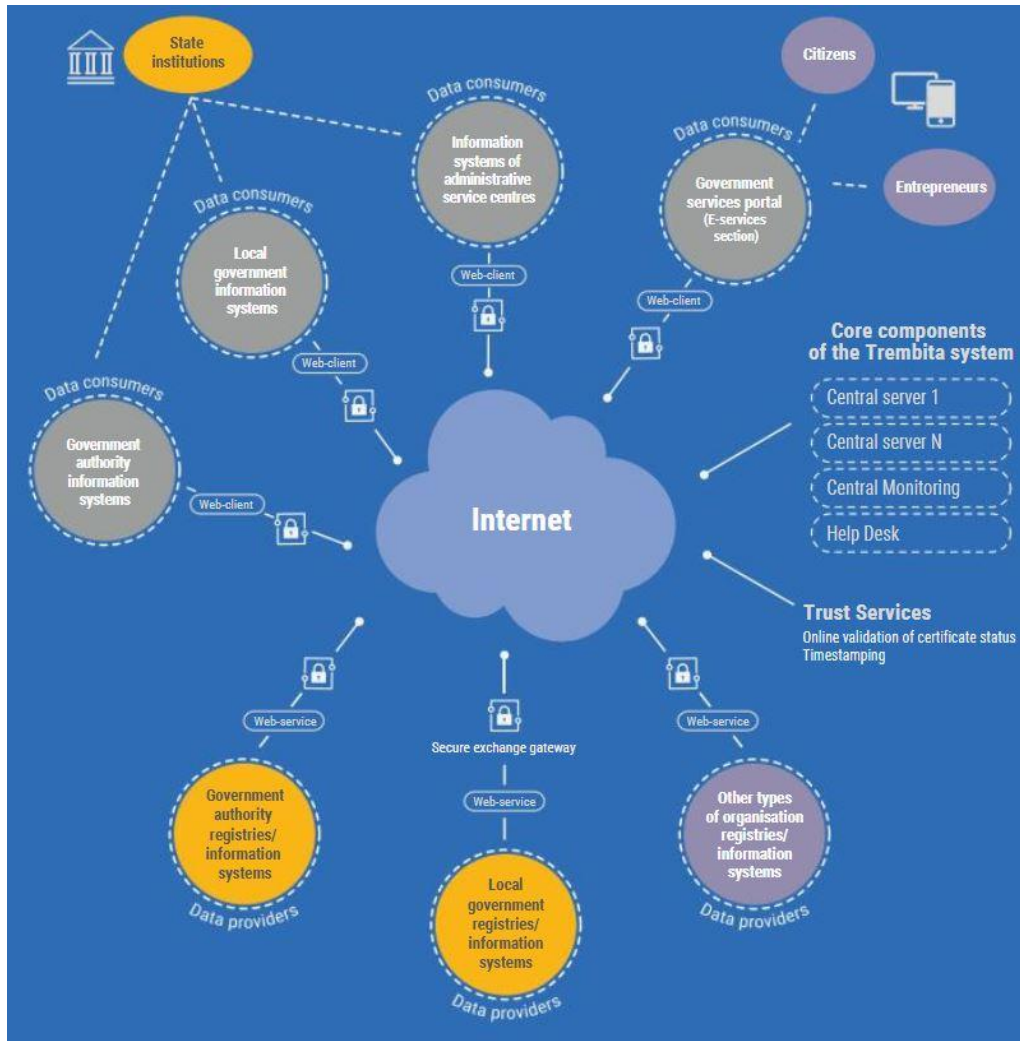 State
institutions
Data consumers
Information
systems of
administrative
service centres
Web-client
Citizens
Data consumers
Entrepreneurs
Government
services portal
(E-services
section)
Web-client
Data consumers
Local
government
information
systems
Web-client
Data consumers
Government
authority
information
systems
Web-client
Internet
Core components
of the Trembita system
Central server 1
Central server N
Central Monitoring
Help Desk
Trust Services
Online validation of certificate status
Timestamping
Web-service
Government
authority
registries/
information
systems
Data providers
Secure exchange gateway
Web-service
Local
government
registries/
information
systems
Data providers
Web-service
Other types
of organisation
registries/
information
systems
Data providers